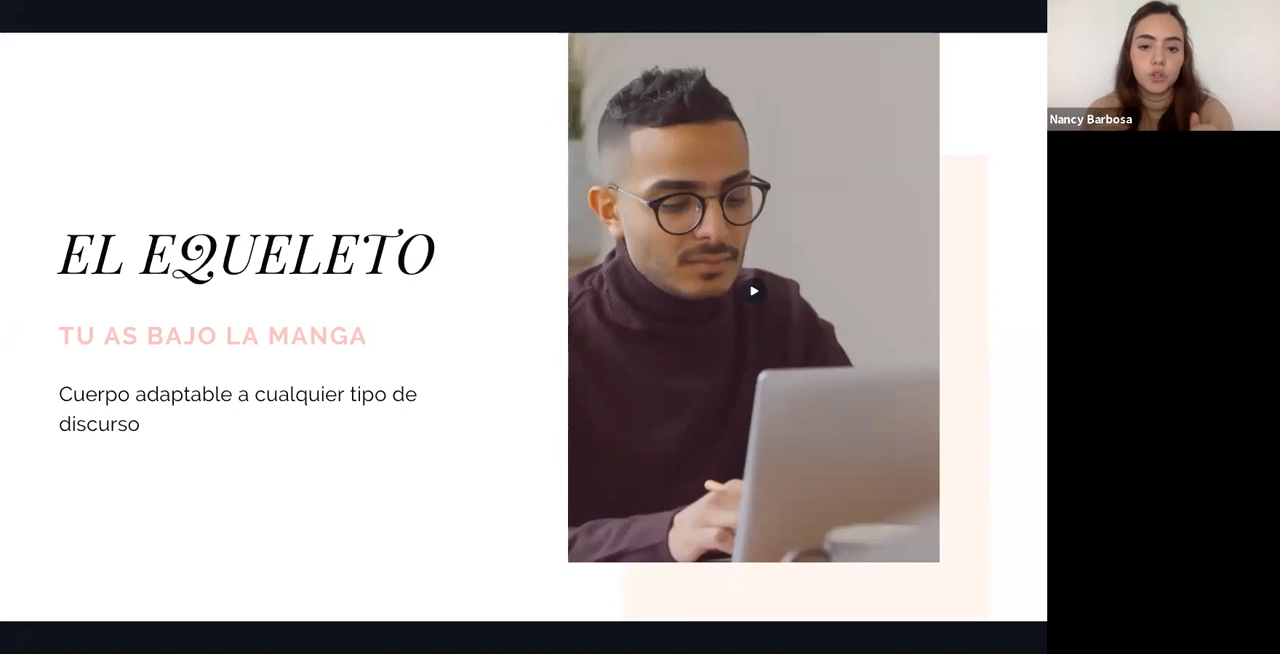 EL EQUELETO
TU AS BAJO LA MANGA
Cuerpo adaptable a cualquier tipo de
discurso
Nancy Barbosa